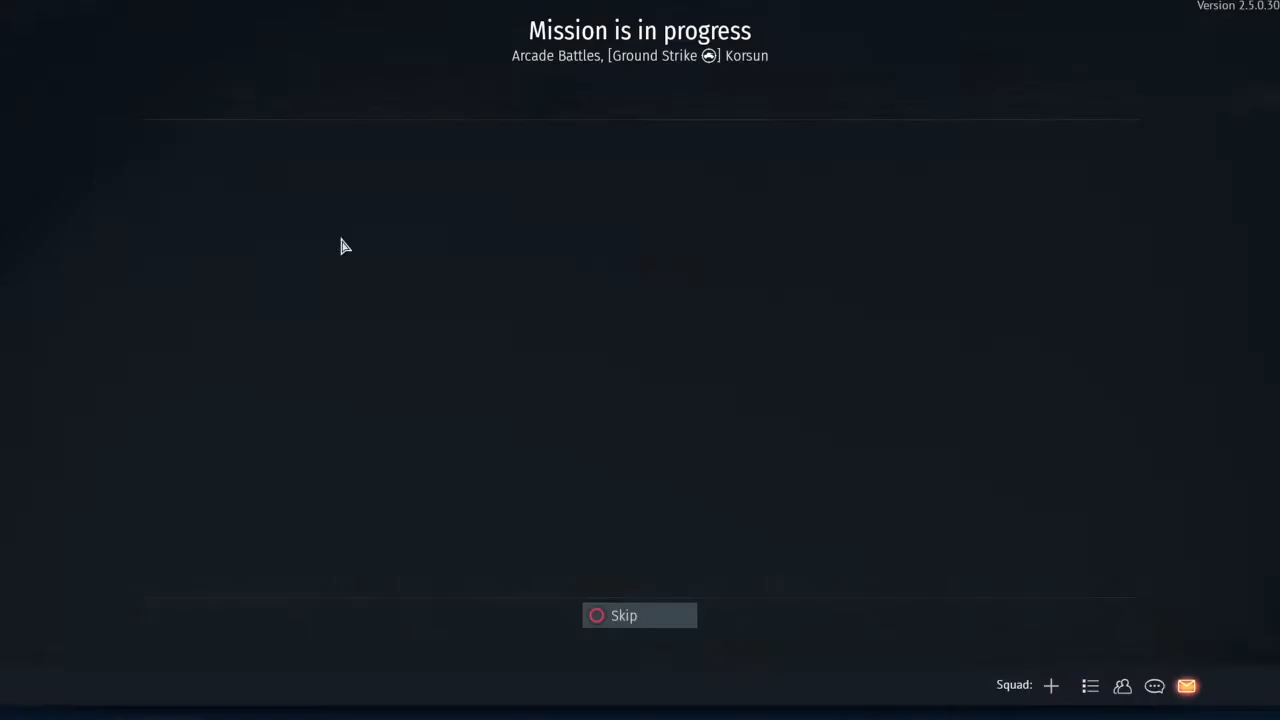 Version 2.5.0.30
Mission is in progress
Arcade Battles, [Ground Strike ] Korsun
Skip
Squad: